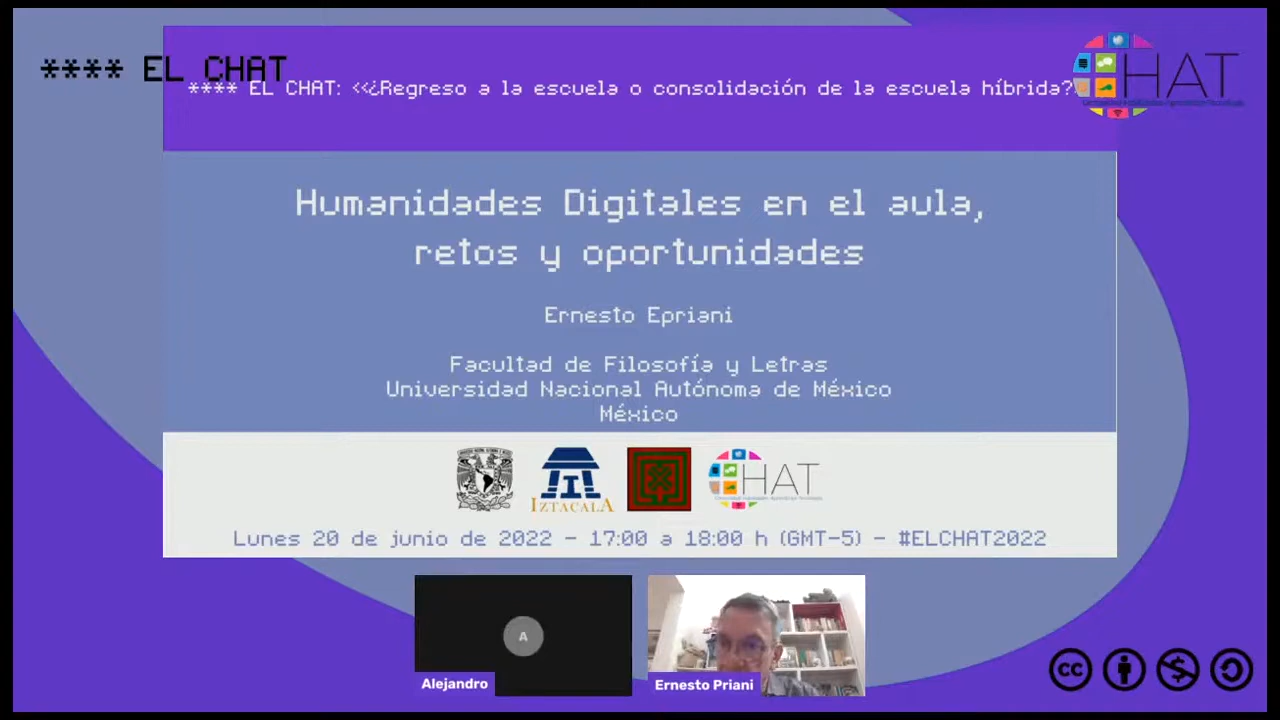 **** EL CHAT
**** EL CHAT: <<¿Regreso a la escuela o consolidación de la escuela híbrida?
HAT
Humanidades Digitales en el aula,
retos y oportunidades
Ernesto Epriani
Facultad de Filosofía y Letras
Universidad Nacional Autónoma de México
México
IZTACALA
HAT
Lunes 20 de junio de 2022 - 17:00 a 18:00 h (GMT-5) - #ELCHAT2022
A
Alejandro
Ernesto Priani
cc